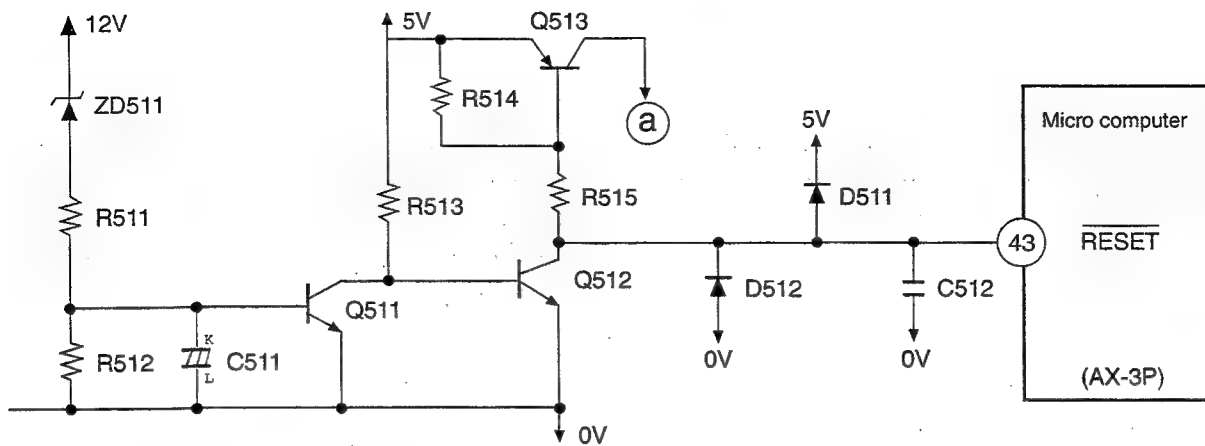 12V
5V
Q513
ZD511
R514
a
5V
Micro computer
R511
R513
R515
D511
43
RESET
Q512
Q511
D512
C512
K
R512
C511
L
0V
0V
(AX-3P)
0V